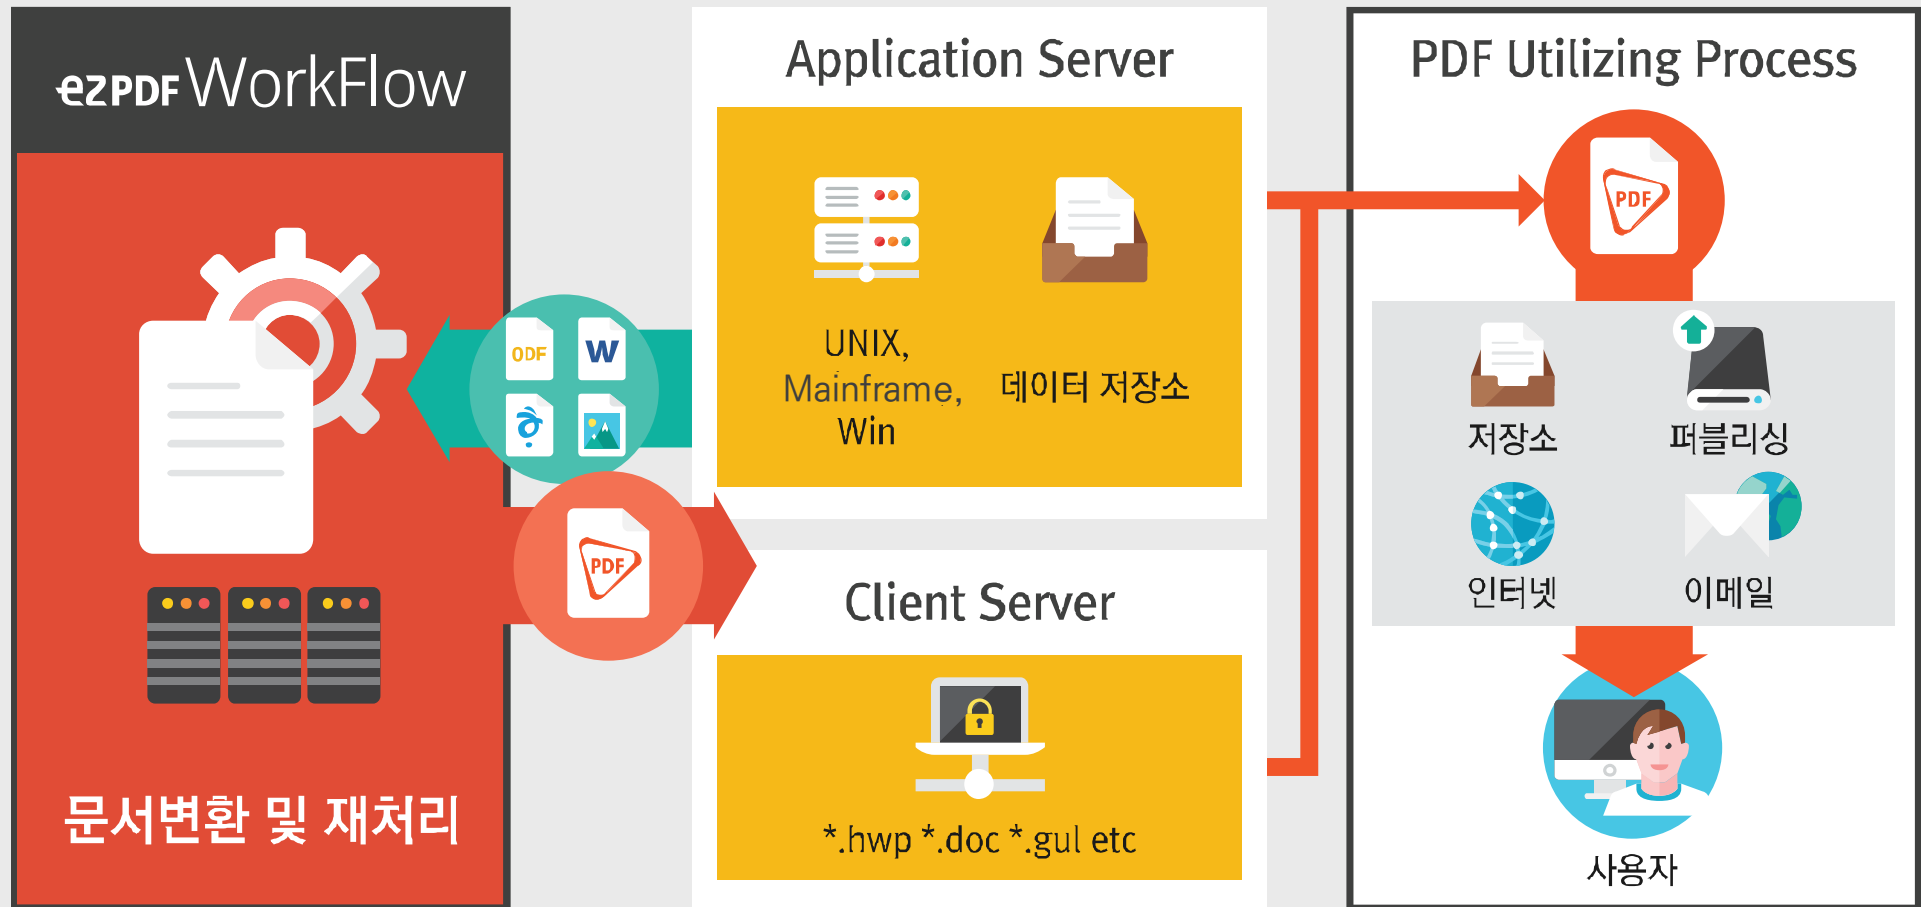 ezPDF WorkFlow
문서변환 및 재처리
ODF
W
PDF
Application Server
UNIX,
Mainframe,
Win
데이터 저장소
Client Server
*.hwp *.doc *.gul etc
PDF Utilizing Process
PDF
저장소
퍼블리싱
인터넷
이메일
사용자